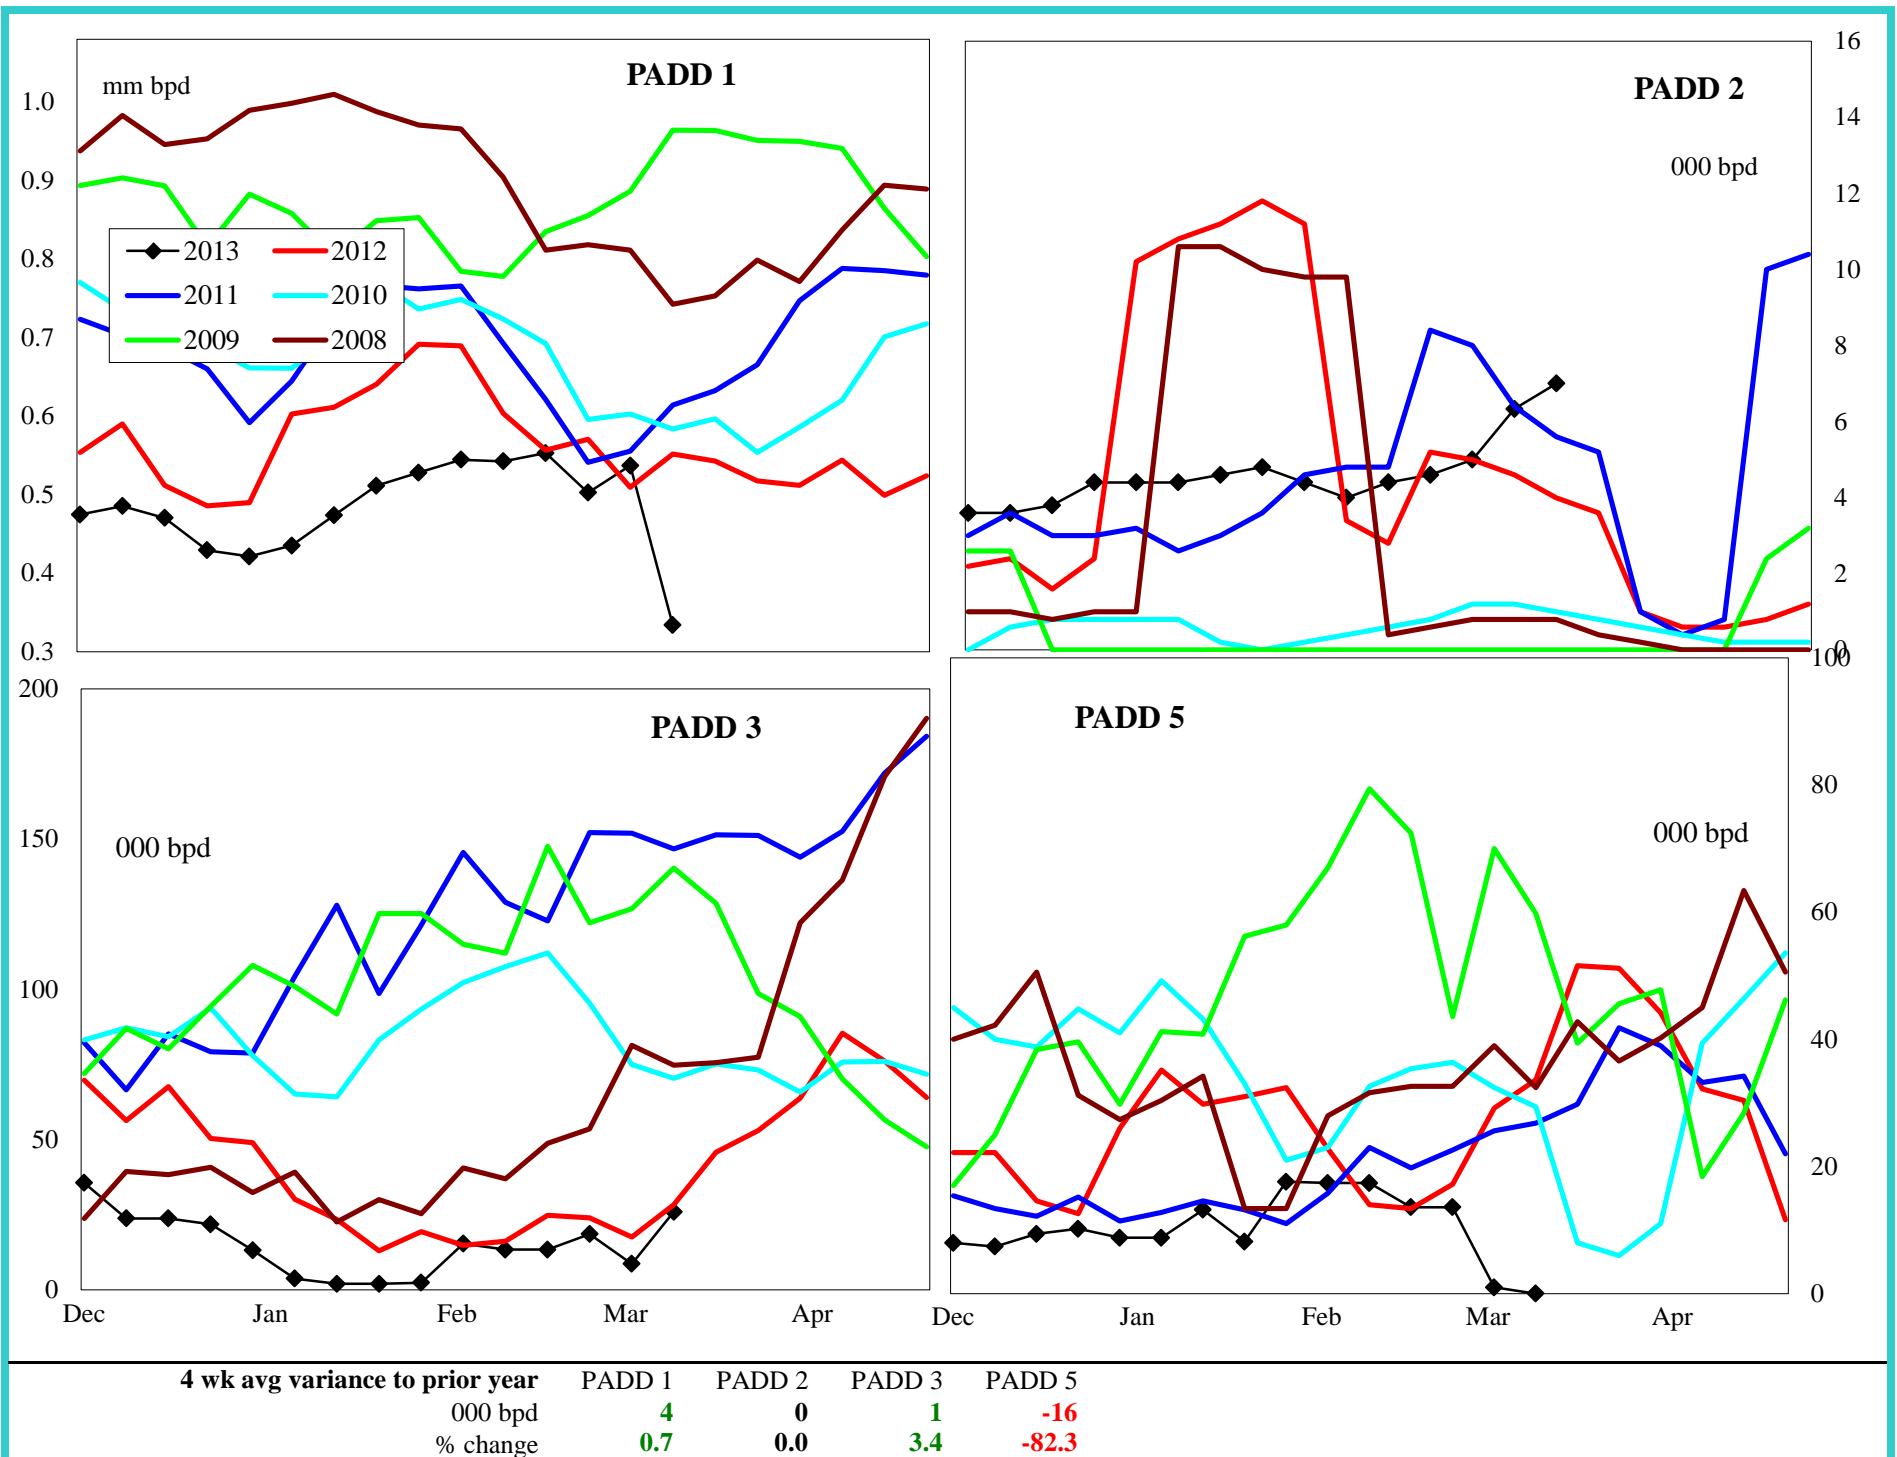 PADD 1
mm bpd
1.0
0.9
0.8
0.7
0.6
0.5
0.4
0.3
2013 2012
2011 2010
2009 2008
PADD 2
000 bpd
16
14
12
10
8
6
4
2
0
PADD 3
000 bpd
200
150
100
50
0
Dec Jan Feb Mar Apr
PADD 5
000 bpd
100
80
60
40
20
0
Dec Jan Feb Mar Apr
4 wk avg variance to prior year PADD 1 PADD 2 PADD 3 PADD 5
000 bpd 4 0 1 -16
% change 0.7 0.0 3.4 -82.3